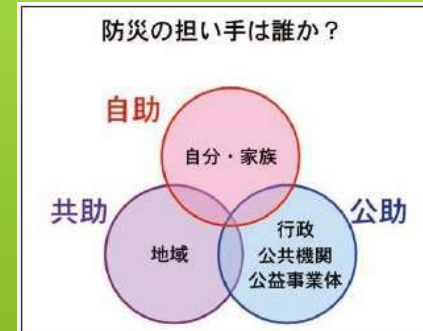 防災の担い手は誰か？
自助
自分・家族
共助
地域
公助
行政
公共機関
公益事業体